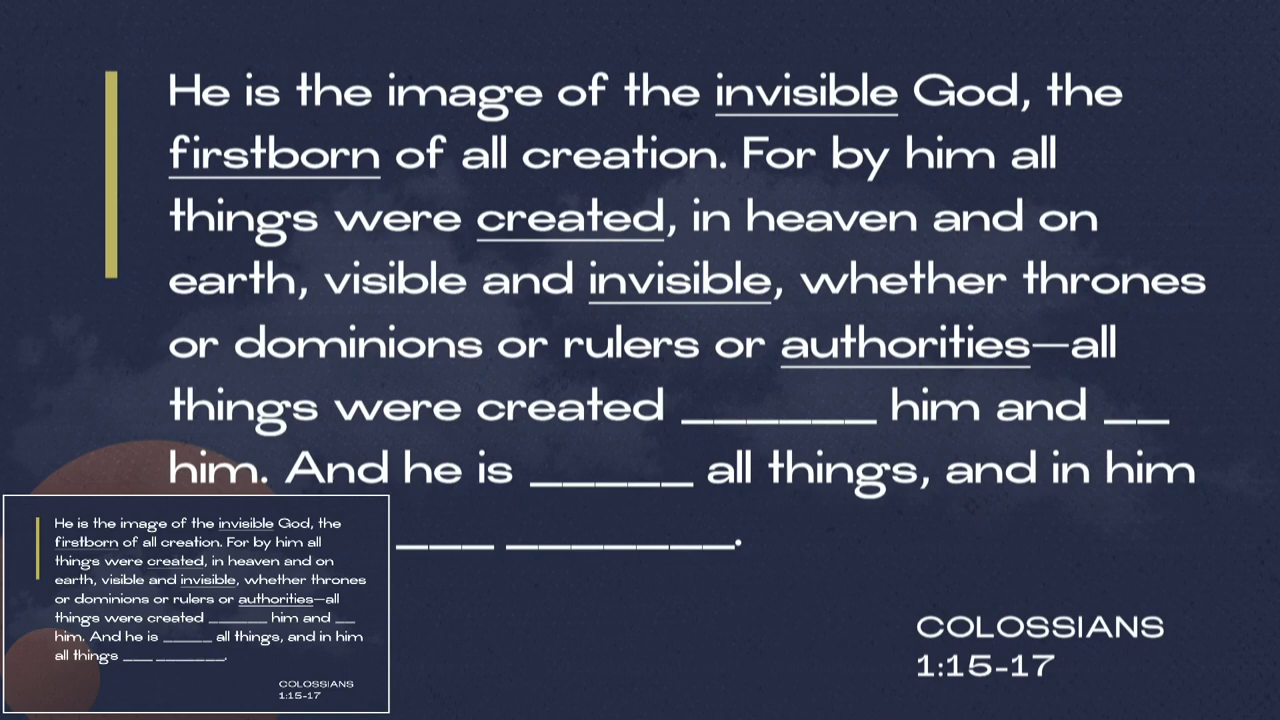 He is the image of the invisible God, the
firstborn of all creation. For by him all
things were created, in heaven and on
earth, visible and invisible, whether thrones
or dominions or rulers or authorities—all
things were created ______ him and __
him. And he is _____ all things, and in him
___ _______.
COLOSSIANS
1:15-17
He is the image of the invisible God, the
firstborn of all creation. For by him all
things were created, in heaven and on
earth, visible and invisible, whether thrones
or dominions or rulers or authorities—all
things were created ______ him and __
him. And he is _____ all things, and in him
all things ___ _______.
COLOSSIANS
1:15-17